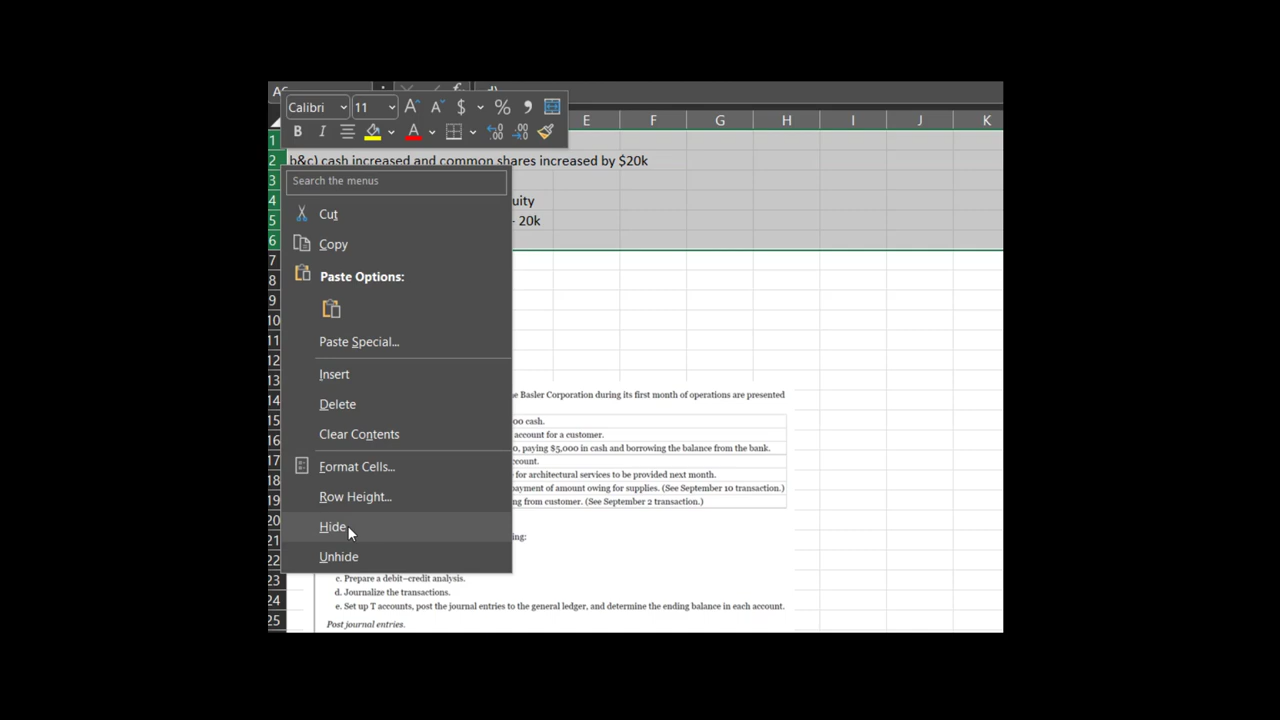 Calibri 11 A A $ % ,
B I A .00 .00
E F G H I J K
1
2 b&c) cash increased and common shares increased by $20k
3
Search the menus
4 uity
5 - 20k
Cut
6
Copy
7
Paste Options:
8
9
10
11
Paste Special...
12
Insert
13
e Basler Corporation during its first month of operations are presented
14
Delete
15 00 cash.
Clear Contents
16 account for a customer.
0, paying $5,000 in cash and borrowing the balance from the bank.
17 ccount.
Format Cells...
18 for architectural services to be provided next month.
payment of amount owing for supplies. (See September 10 transaction.)
Row Height...
19 ng from customer. (See September 2 transaction.)
20
Hide
21 ing:
22
Unhide
23 c. Prepare a debit–credit analysis.
24 d. Journalize the transactions.
e. Set up T accounts, post the journal entries to the general ledger, and determine the ending balance in each account.
25 Post journal entries.